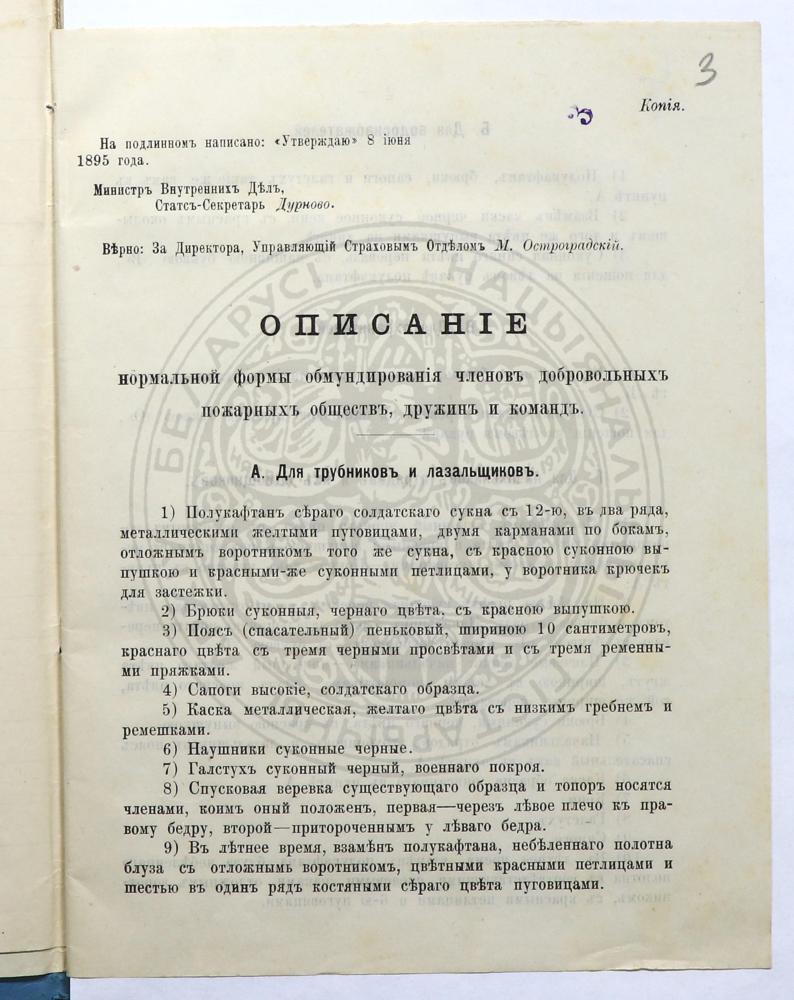 3
Копія.
На подлинномъ написано: «Утверждаю» 8 іюня
1895 года.
Министръ Внутреннихъ Дѣлъ,
Статсъ-Секретарь Дурново.
Вѣрно: За Директора, Управляющій Страховымъ Отдѣломъ М. Остроградскій.
ОПИСАНІЕ
нормальной формы обмундированія членовъ добровольныхъ
пожарныхъ обществъ, дружинъ и командъ.
А. Для трубниковъ и лазальщиковъ.
1) Полукафтанъ сѣраго солдатскаго сукна съ 12-ю, въ два ряда,
металлическими желтыми пуговицами, двумя карманами по бокамъ,
отложнымъ воротникомъ того же сукна, съ красною суконною вы-
пушкою и красными-же суконными петлицами, у воротника крючекъ
для застежки.
2) Брюки суконныя, чернаго цвѣта, съ красною выпушкою.
3) Поясъ (спасательный) пеньковый, шириною 10 сантиметровъ,
краснаго цвѣта съ тремя черными просвѣтами и съ тремя ременны-
ми пряжками.
4) Сапоги высокіе, солдатскаго образца.
5) Каска металлическая, желтаго цвѣта съ низкимъ гребнемъ и
ремешками.
6) Наушники суконные черные.
7) Галстухъ суконный черный, военнаго покроя.
8) Спусковая веревка существующаго образца и топоръ носятся
членами, коимъ оный положенъ, первая—черезъ лѣвое плечо къ пра-
вому бедру, второй—притороченнымъ у лѣваго бедра.
9) Въ лѣтнее время, взамѣнъ полукафтана, небѣленнаго полотна
блуза съ отложнымъ воротникомъ, цвѣтными красными петлицами и
шестью въ одинъ рядъ костяными сѣраго цвѣта пуговицами.